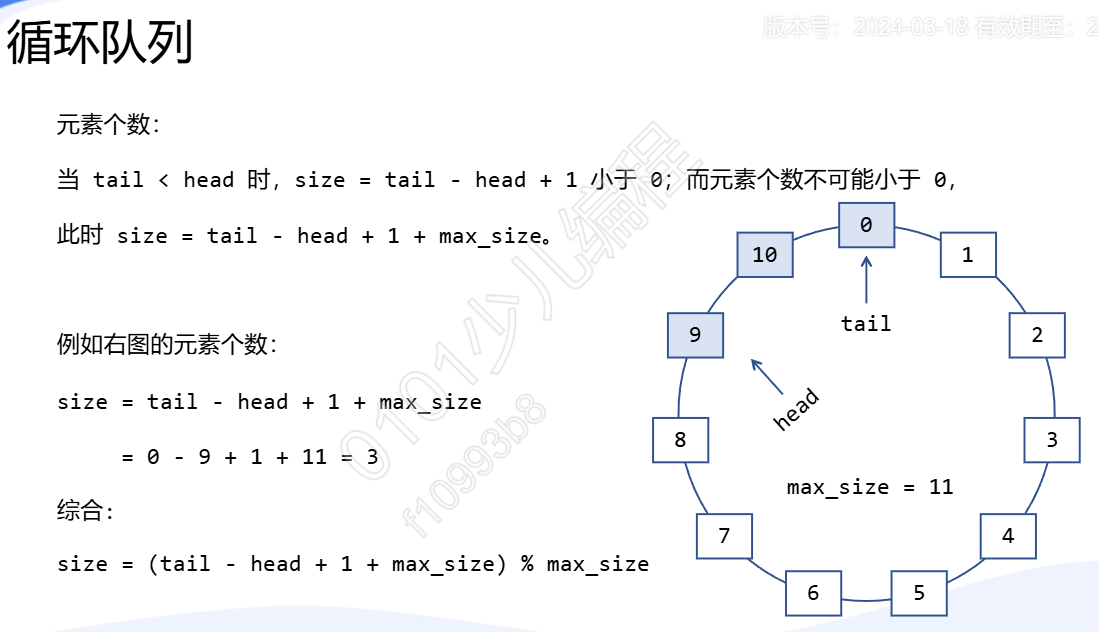 循环队列
版本号：2024-03-18 有效期至：2
元素个数：
当 tail < head 时，size = tail - head + 1 小于 0；而元素个数不可能小于 0，
此时 size = tail - head + 1 + max_size。
例如右图的元素个数：
size = tail - head + 1 + max_size
= 0 - 9 + 1 + 11 = 3
综合：
size = (tail - head + 1 + max_size) % max_size
0
1
2
3
4
5
6
7
8
9
10
tail
head
max_size = 11
0101少儿编程
f10993b8